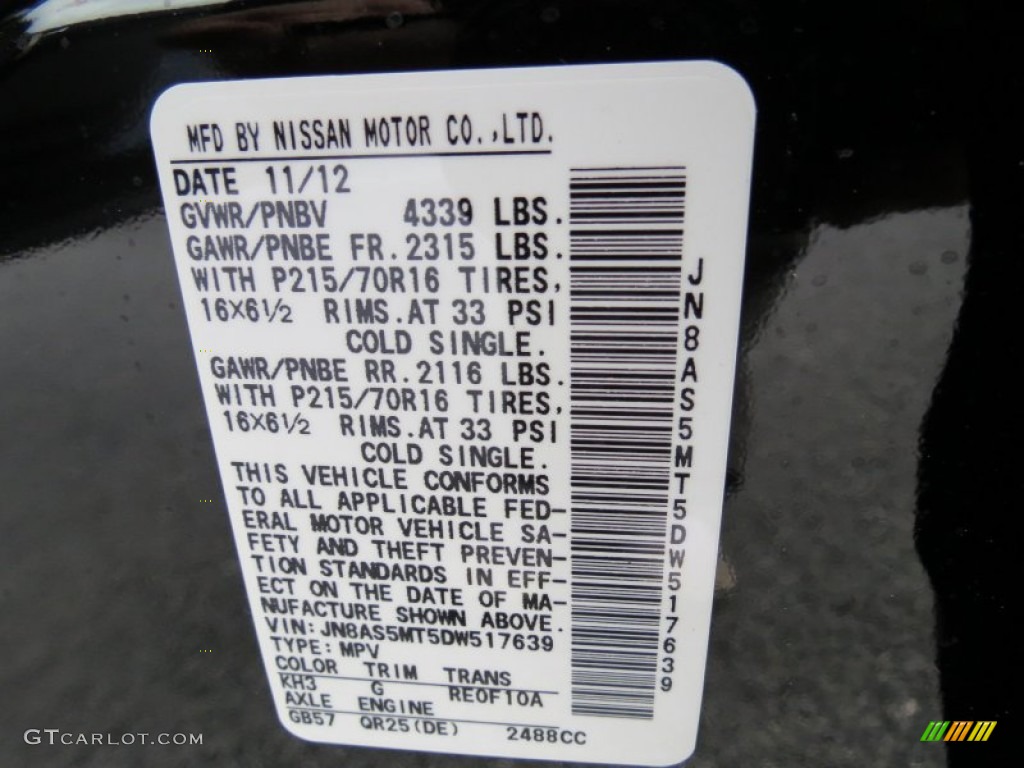 MFD BY NISSAN MOTOR CO.,LTD.
DATE 11/12
GVWR/PNBV 4339 LBS.
GAWR/PNBE FR.2315 LBS.
WITH P215/70R16 TIRES,
16×6½ RIMS.AT 33 PSI
COLD SINGLE.
GAWR/PNBE RR.2116 LBS.
WITH P215/70R16 TIRES,
16×6½ RIMS.AT 33 PSI
COLD SINGLE.
THIS VEHICLE CONFORMS
TO ALL APPLICABLE FED-
ERAL MOTOR VEHICLE SA-
FETY AND THEFT PREVEN-
TION STANDARDS IN EFF-
ECT ON THE DATE OF MA-
NUFACTURE SHOWN ABOVE.
VIN:JN8AS5MT5DW517639
TYPE:MPV
COLOR TRIM TRANS
KH3 G RE0F10A
AXLE ENGINE
GB57 QR25(DE) 2488CC
JN8AS5MT5DW517639
GTCARLOT.COM